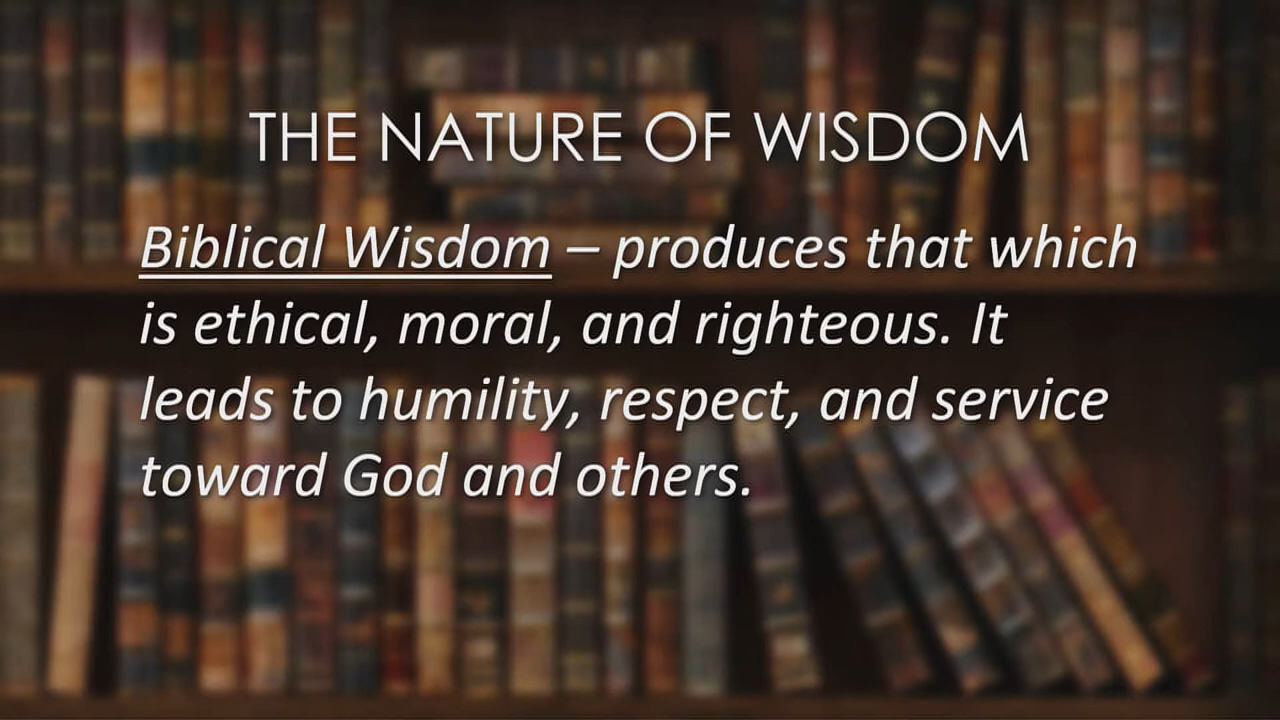 THE NATURE OF WISDOM
Biblical Wisdom – produces that which
is ethical, moral, and righteous. It
leads to humility, respect, and service
toward God and others.